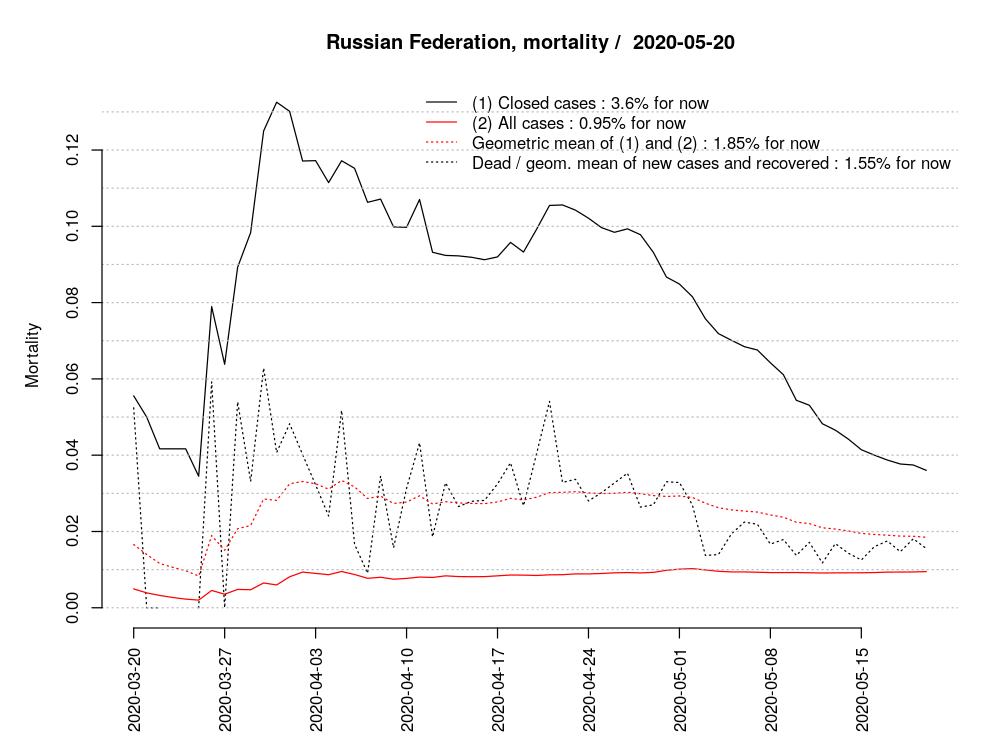 Russian Federation, mortality /  2020-05-20
(1) Closed cases : 3.6% for now
(2) All cases : 0.95% for now
Geometric mean of (1) and (2) : 1.85% for now
Dead / geom. mean of new cases and recovered : 1.55% for now
Mortality
0.12
0.10
0.08
0.06
0.04
0.02
0.00
2020-03-20
2020-03-27
2020-04-03
2020-04-10
2020-04-17
2020-04-24
2020-05-01
2020-05-08
2020-05-15